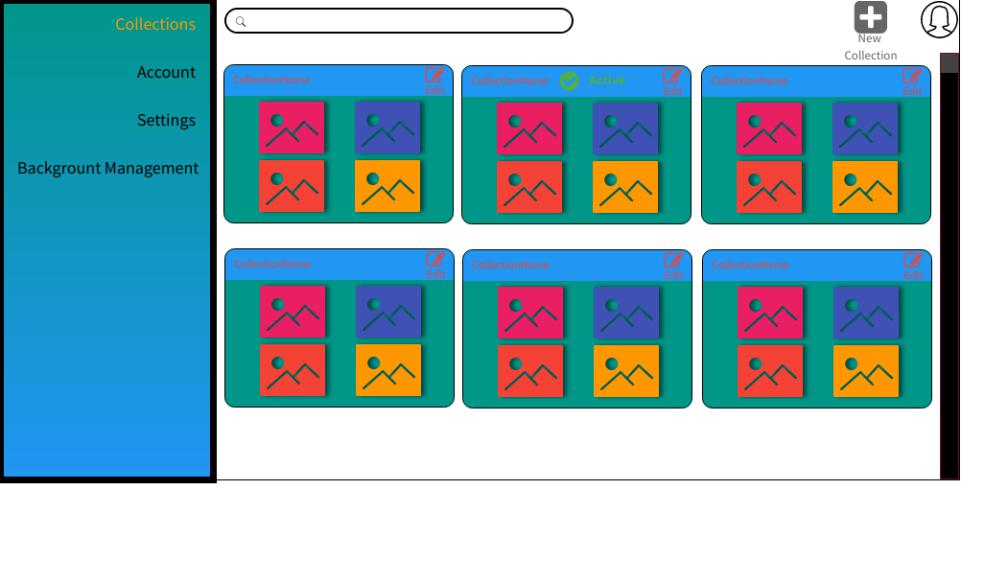 Collections
Account
Settings
Backgrount Management
New
Collection
CollectionName
Edit
CollectionName
Active
Edit
CollectionName
Edit
CollectionName
Edit
CollectionName
Edit
CollectionName
Edit